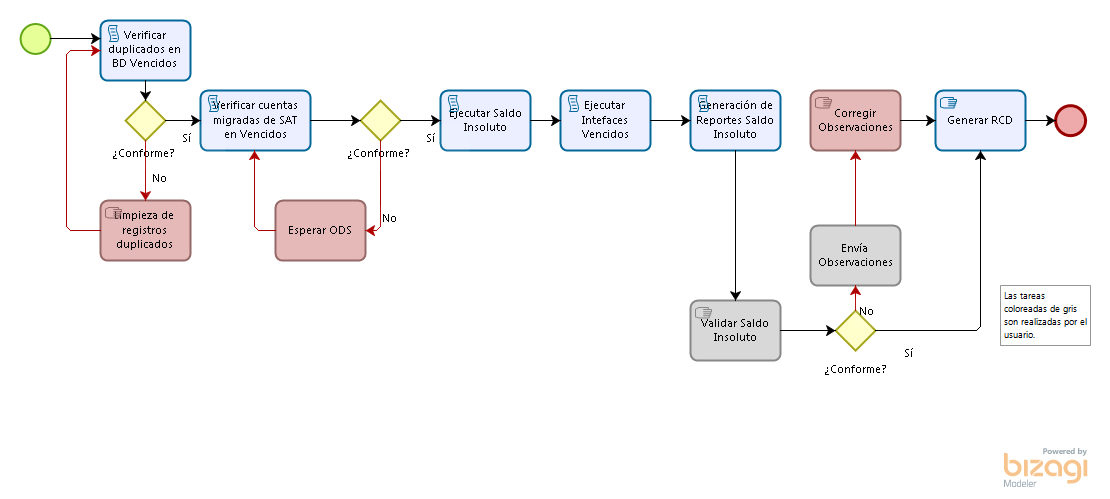 Verificar
duplicados en
BD Vencidos
¿Conforme?
Sí
No
Limpieza de
registros
duplicados
Verificar cuentas
migradas de SAT
en Vencidos
¿Conforme?
Sí
No
Esperar ODS
Ejecutar Saldo
Insoluto
Ejecutar
Intefaces
Vencidos
Generación de
Reportes Saldo
Insoluto
Validar Saldo
Insoluto
¿Conforme?
No
Sí
Envía
Observaciones
Corregir
Observaciones
Generar RCD
Las tareas
coloreadas de gris
son realizadas por el
usuario.
Powered by
bizagi
Modeler